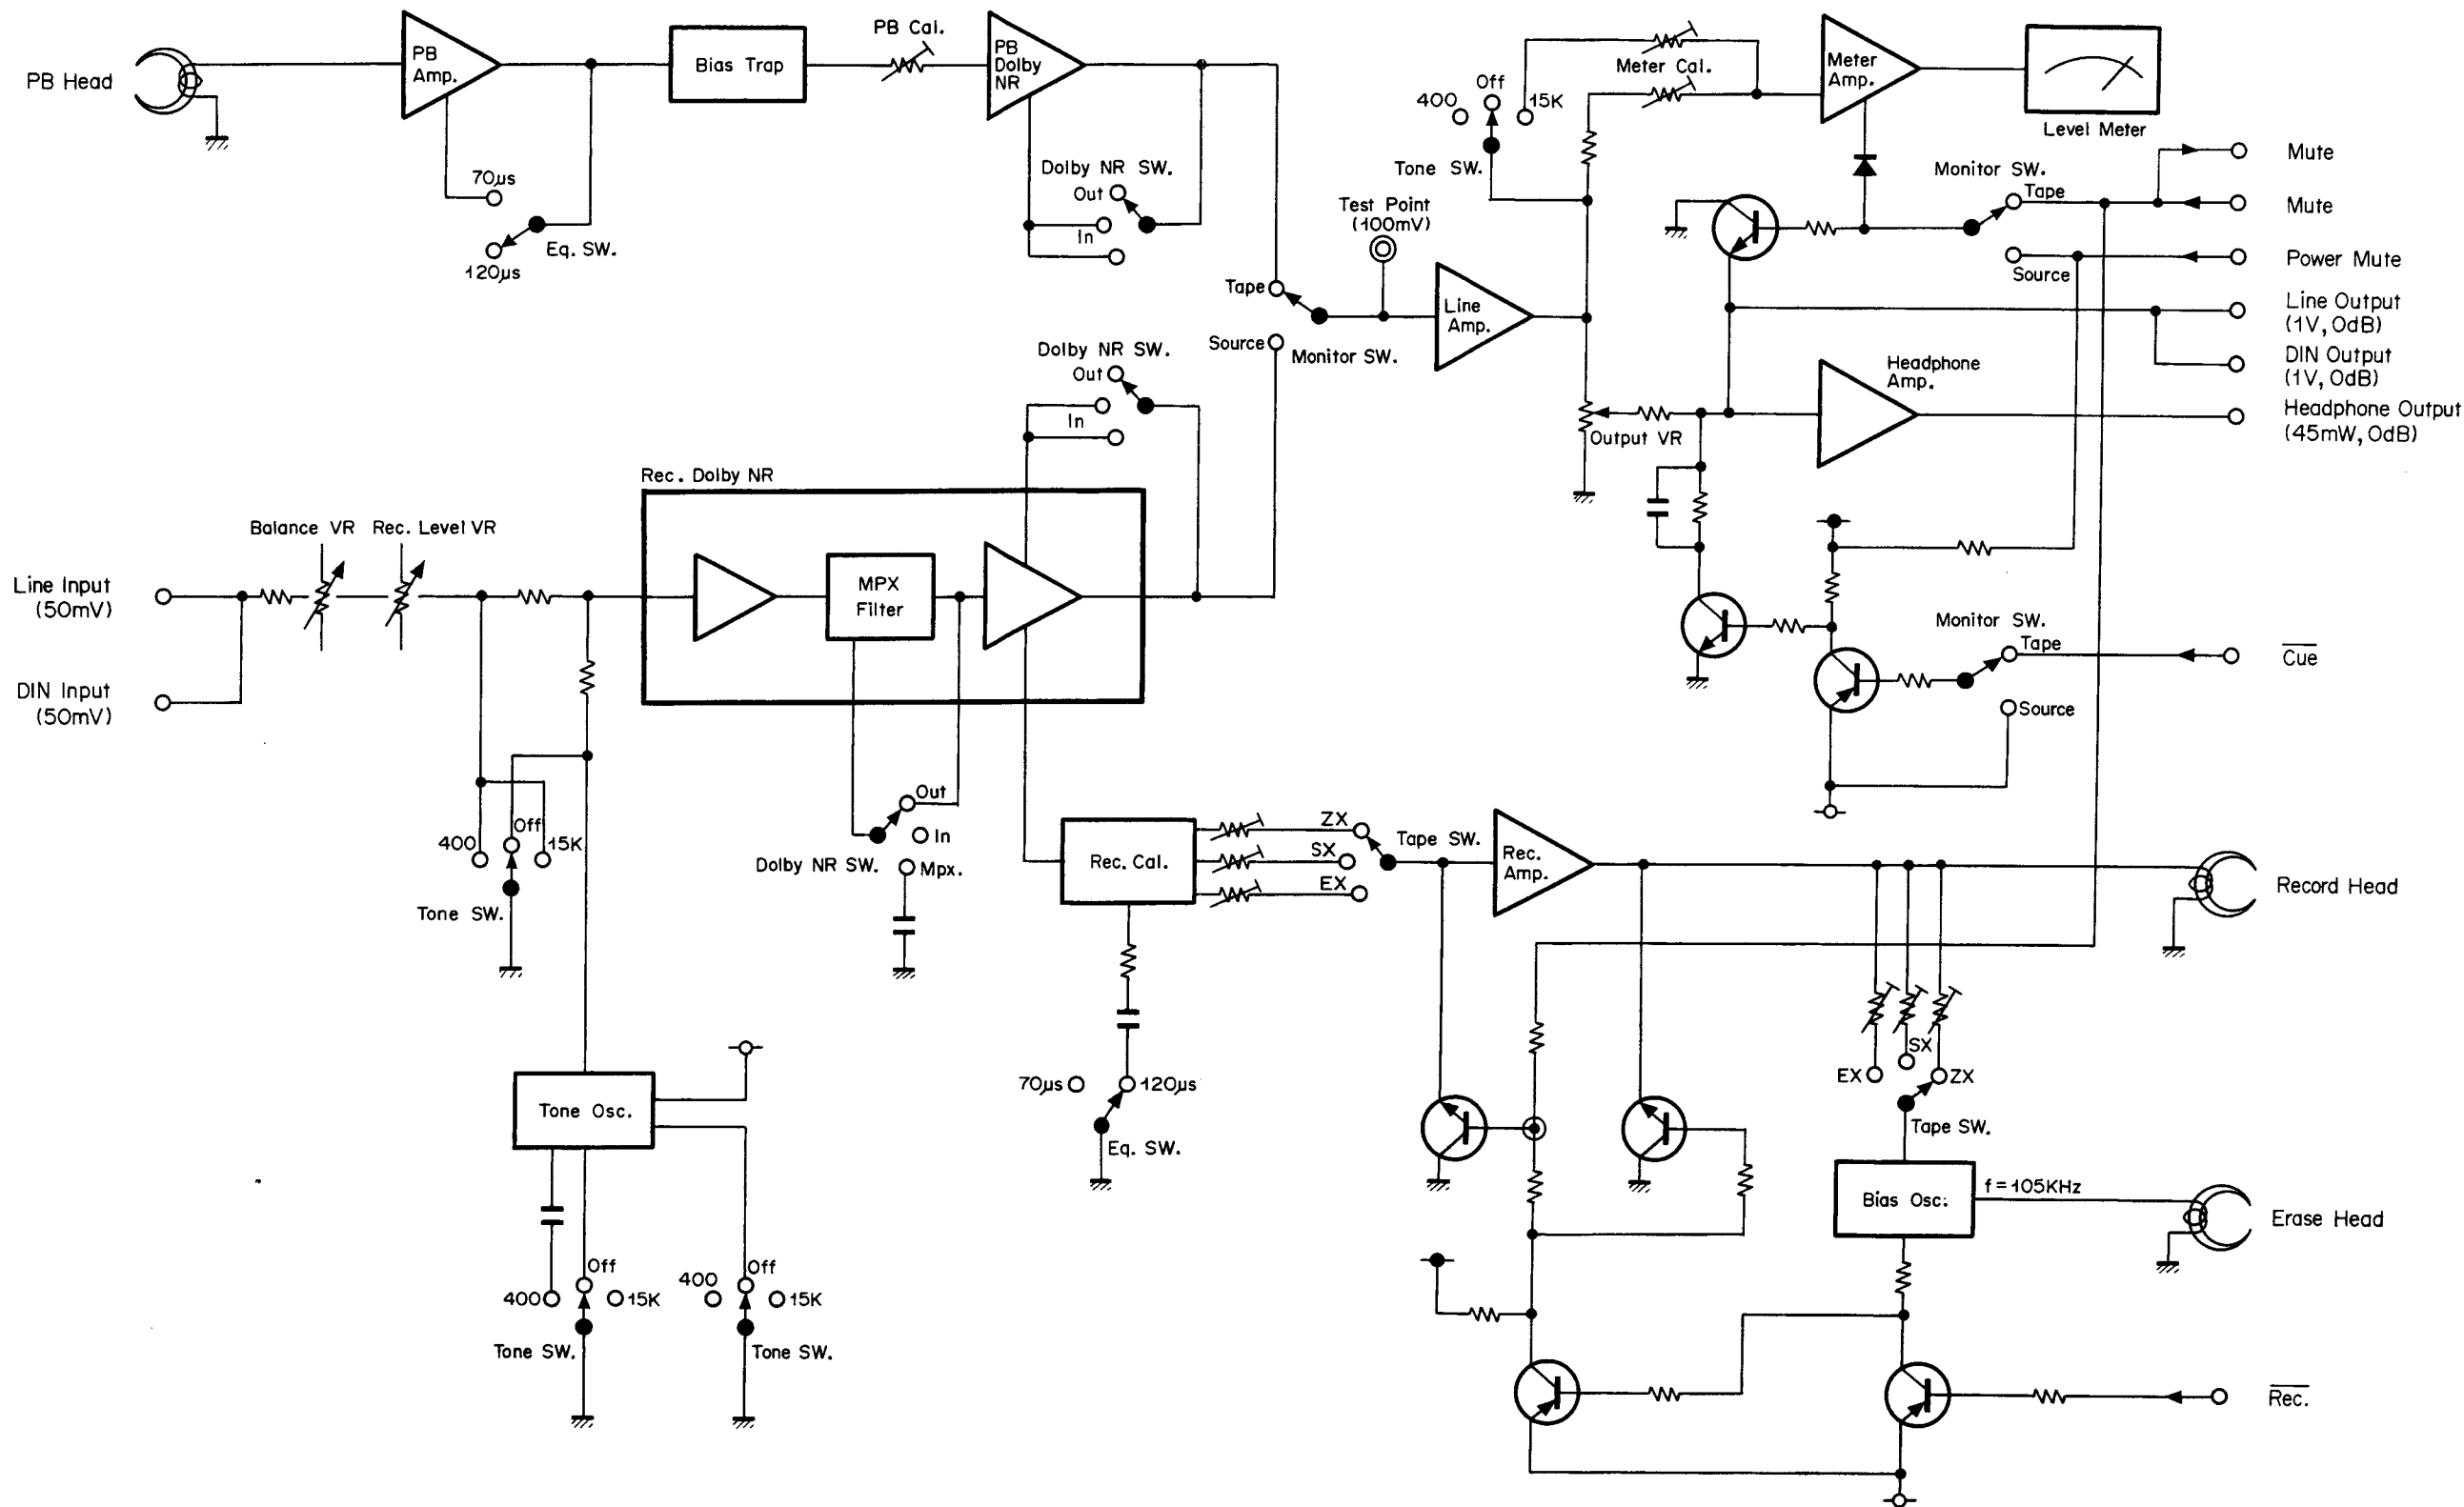 PB Head
PB
Amp.
70μs
120μs
Eq. SW.
Bias Trap
PB Cal.
PB
Dolby
NR
Dolby NR SW.
Out
In
Tape
Source
Monitor SW.
Test Point
(100mV)
Line
Amp.
400
Off
15K
Tone SW.
Meter Cal.
Meter
Amp.
Level Meter
Monitor SW.
Tape
Source
Mute
Mute
Power Mute
Line Output
(1V, 0dB)
DIN Output
(1V, 0dB)
Headphone Output
(45mW, 0dB)
Headphone
Amp.
Output VR
Dolby NR SW.
Out
In
Rec. Dolby NR
Balance VR
Rec. Level VR
Line Input
(50mV)
DIN Input
(50mV)
MPX
Filter
Monitor SW.
Tape
Source
Cue
400
Off
15K
Tone SW.
Out
In
Mpx.
Dolby NR SW.
Rec. Cal.
ZX
SX
EX
Tape SW.
Rec.
Amp.
Record Head
Tone Osc.
70μs
120μs
Eq. SW.
EX
SX
ZX
Tape SW.
Bias Osc.
f=105KHz
Erase Head
400
Off
15K
Tone SW.
400
Off
15K
Tone SW.
Rec.